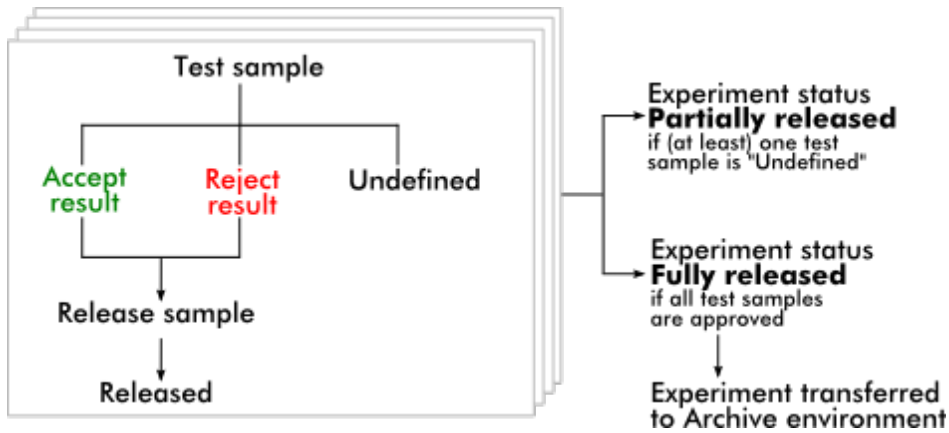 Test sample
Accept
result
Reject
result
Undefined
Release sample
Released
Experiment status
Partially released
if (at least) one test
sample is "Undefined"
Experiment status
Fully released
if all test samples
are approved
Experiment transferred
to Archive environment